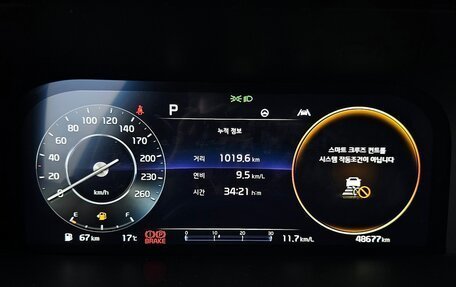 P
누적 정보
거리 1019.6 km
연비 9.5 km/L
시간 34:21 h:m
스마트 크루즈 컨트롤
시스템 작동조건이 아닙니다
0 20 40 60 80 100 120 140 160 180 200 220 240 260
km/h
E F
67 km
17℃
P
BRAKE
0 10 20 30
11.7 km/L
48677 km